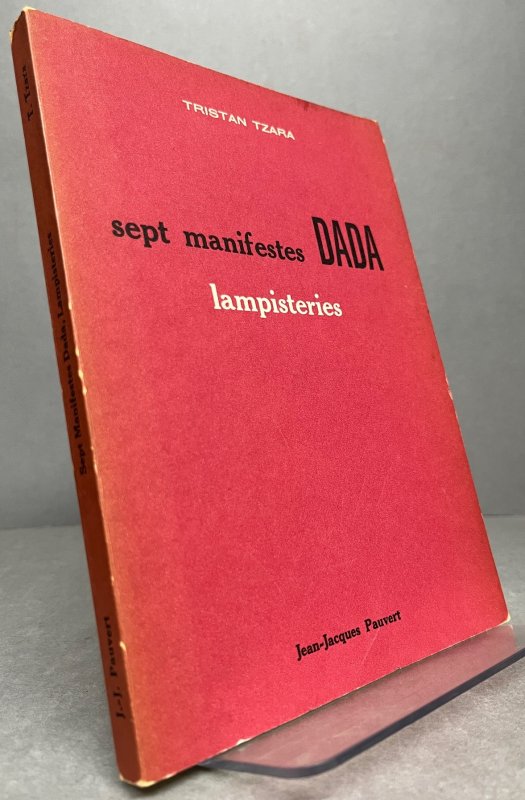 TRISTAN TZARA
sept manifestes DADA
lampisteries
Jean-Jacques Pauvert
T. Tzara
Sept Manifestes Dada, Lampisteries
J.-J. Pauvert